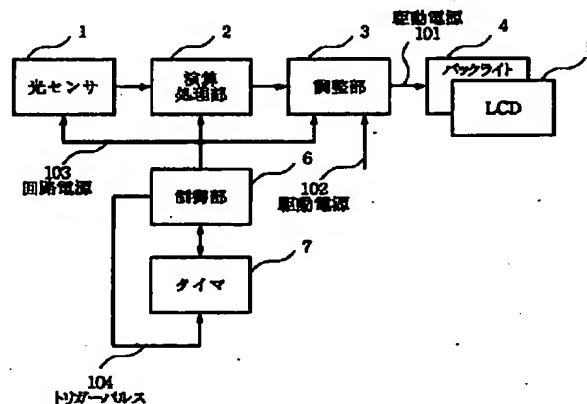 1
2
3
駆動電源
101
4
光センサ
演算
処理部
調整部
バックライト
LCD
103
回路電源
6
制御部
102
駆動電源
7
タイマ
104
トリガーパルス